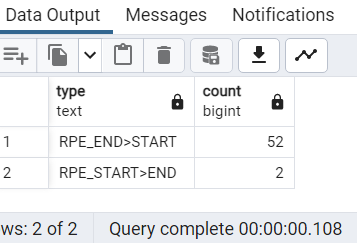 Data Output Messages Notifications
type
text
count
bigint
1 RPE_END>START 52
2 RPE_START>END 2
ws: 2 of 2 Query complete 00:00:00.108